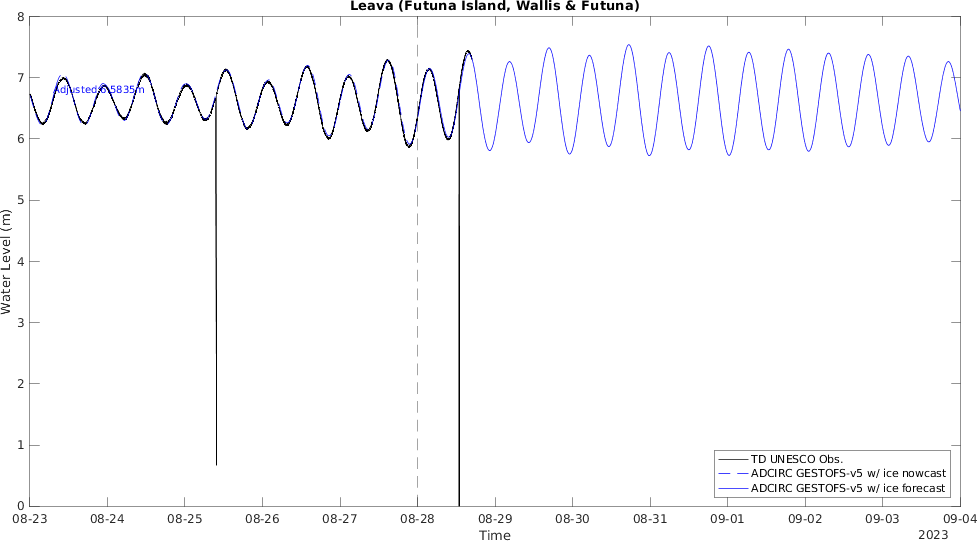 Leava (Futuna Island, Wallis & Futuna)
8
7
6
5
4
3
2
1
0
Water Level (m)
Adjusted:6.5835m
TD UNESCO Obs.
ADCIRC GESTOFS-v5 w/ ice nowcast
ADCIRC GESTOFS-v5 w/ ice forecast
08-23 08-24 08-25 08-26 08-27 08-28 08-29 08-30 08-31 09-01 09-02 09-03 09-04
Time
2023